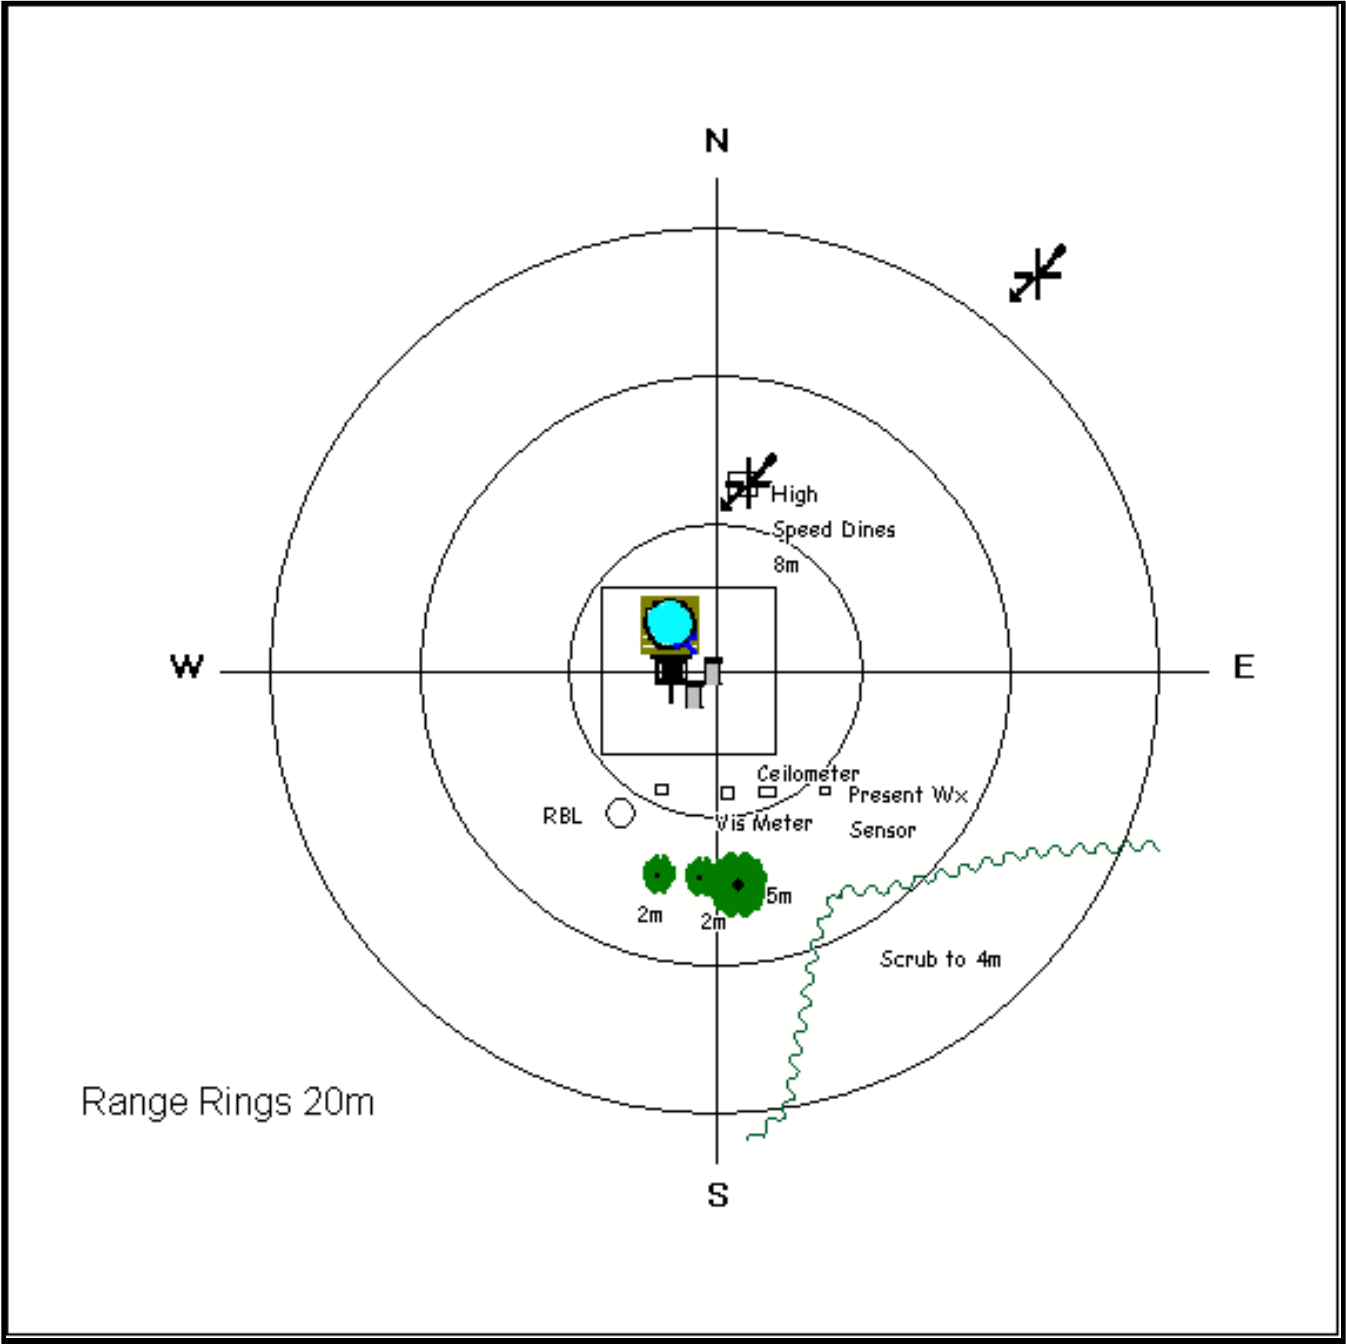 N
High
Speed Dines
8m
W
E
Ceilometer
Present Wx
RBL
Vis Meter
Sensor
5m
2m
2m
Scrub to 4m
Range Rings 20m
S